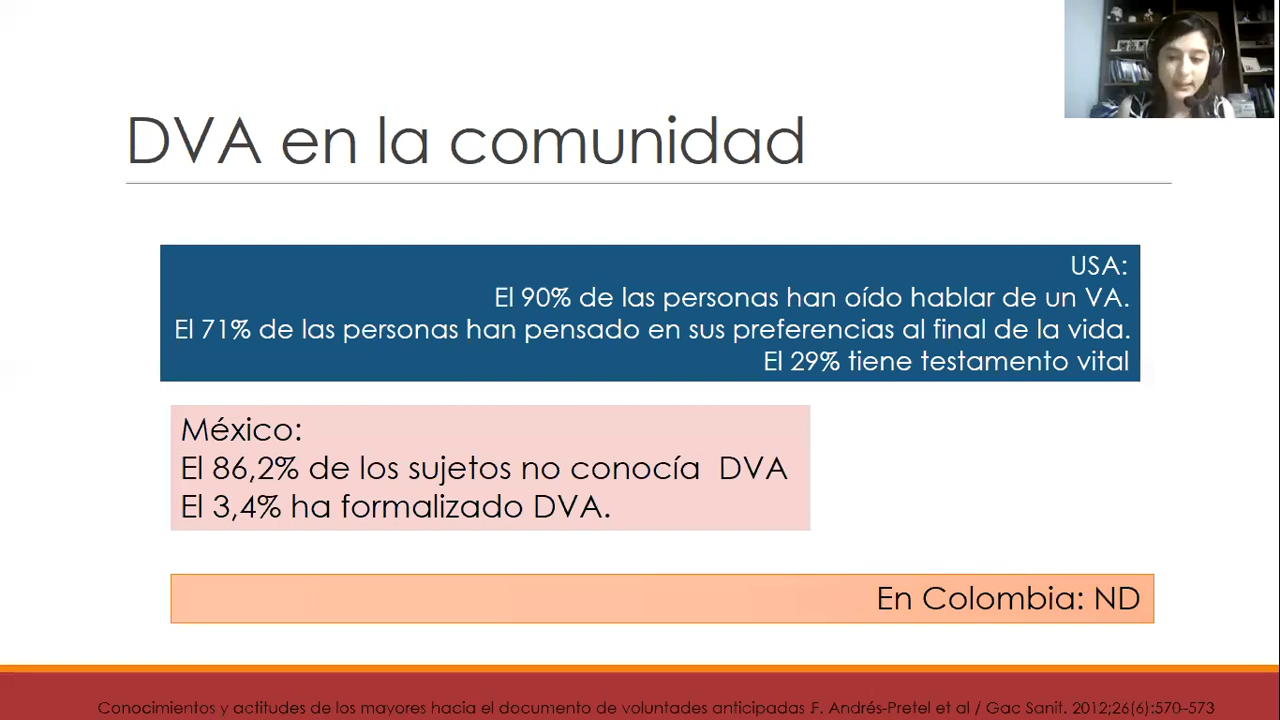 DVA en la comunidad
USA:
El 90% de las personas han oído hablar de un VA.
El 71% de las personas han pensado en sus preferencias al final de la vida.
El 29% tiene testamento vital
México:
El 86,2% de los sujetos no conocía DVA
El 3,4% ha formalizado DVA.
En Colombia: ND
Conocimientos y actitudes de los mayores hacia el documento de voluntades anticipadas F. Andrés-Pretel et al / Gac Sanit. 2012;26(6):570–573